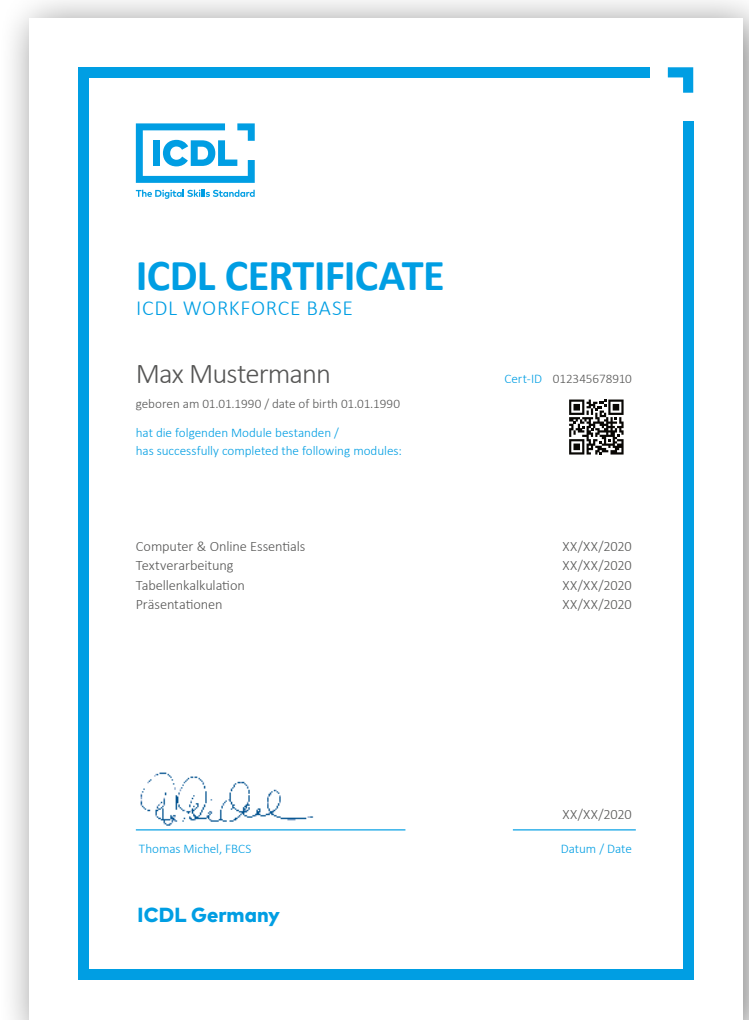 ICDL
The Digital Skills Standard
ICDL CERTIFICATE
ICDL WORKFORCE BASE
Max Mustermann
Cert-ID 012345678910
geboren am 01.01.1990 / date of birth 01.01.1990
hat die folgenden Module bestanden /
has successfully completed the following modules:
Computer & Online Essentials XX/XX/2020
Textverarbeitung XX/XX/2020
Tabellenkalkulation XX/XX/2020
Präsentationen XX/XX/2020
XX/XX/2020
Thomas Michel, FBCS Datum / Date
ICDL Germany